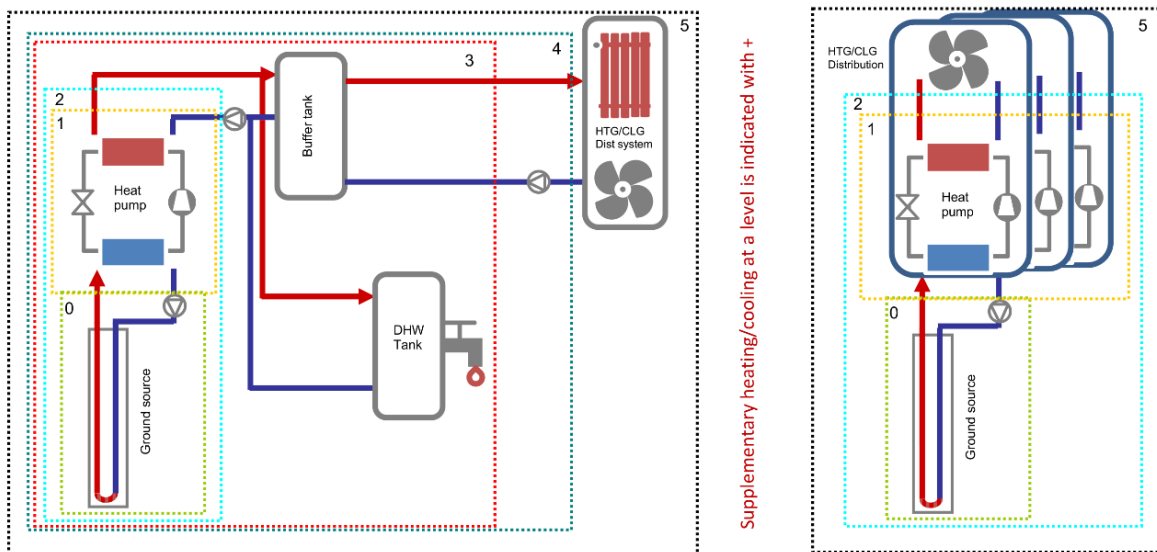 5
4
3
2
1
Heat
pump
0
Ground source
Buffer tank
HTG/CLG
Dist system
DHW
Tank
Supplementary heating/cooling at a level is indicated with +
5
HTG/CLG
Distribution
2
1
Heat
pump
0
Ground source